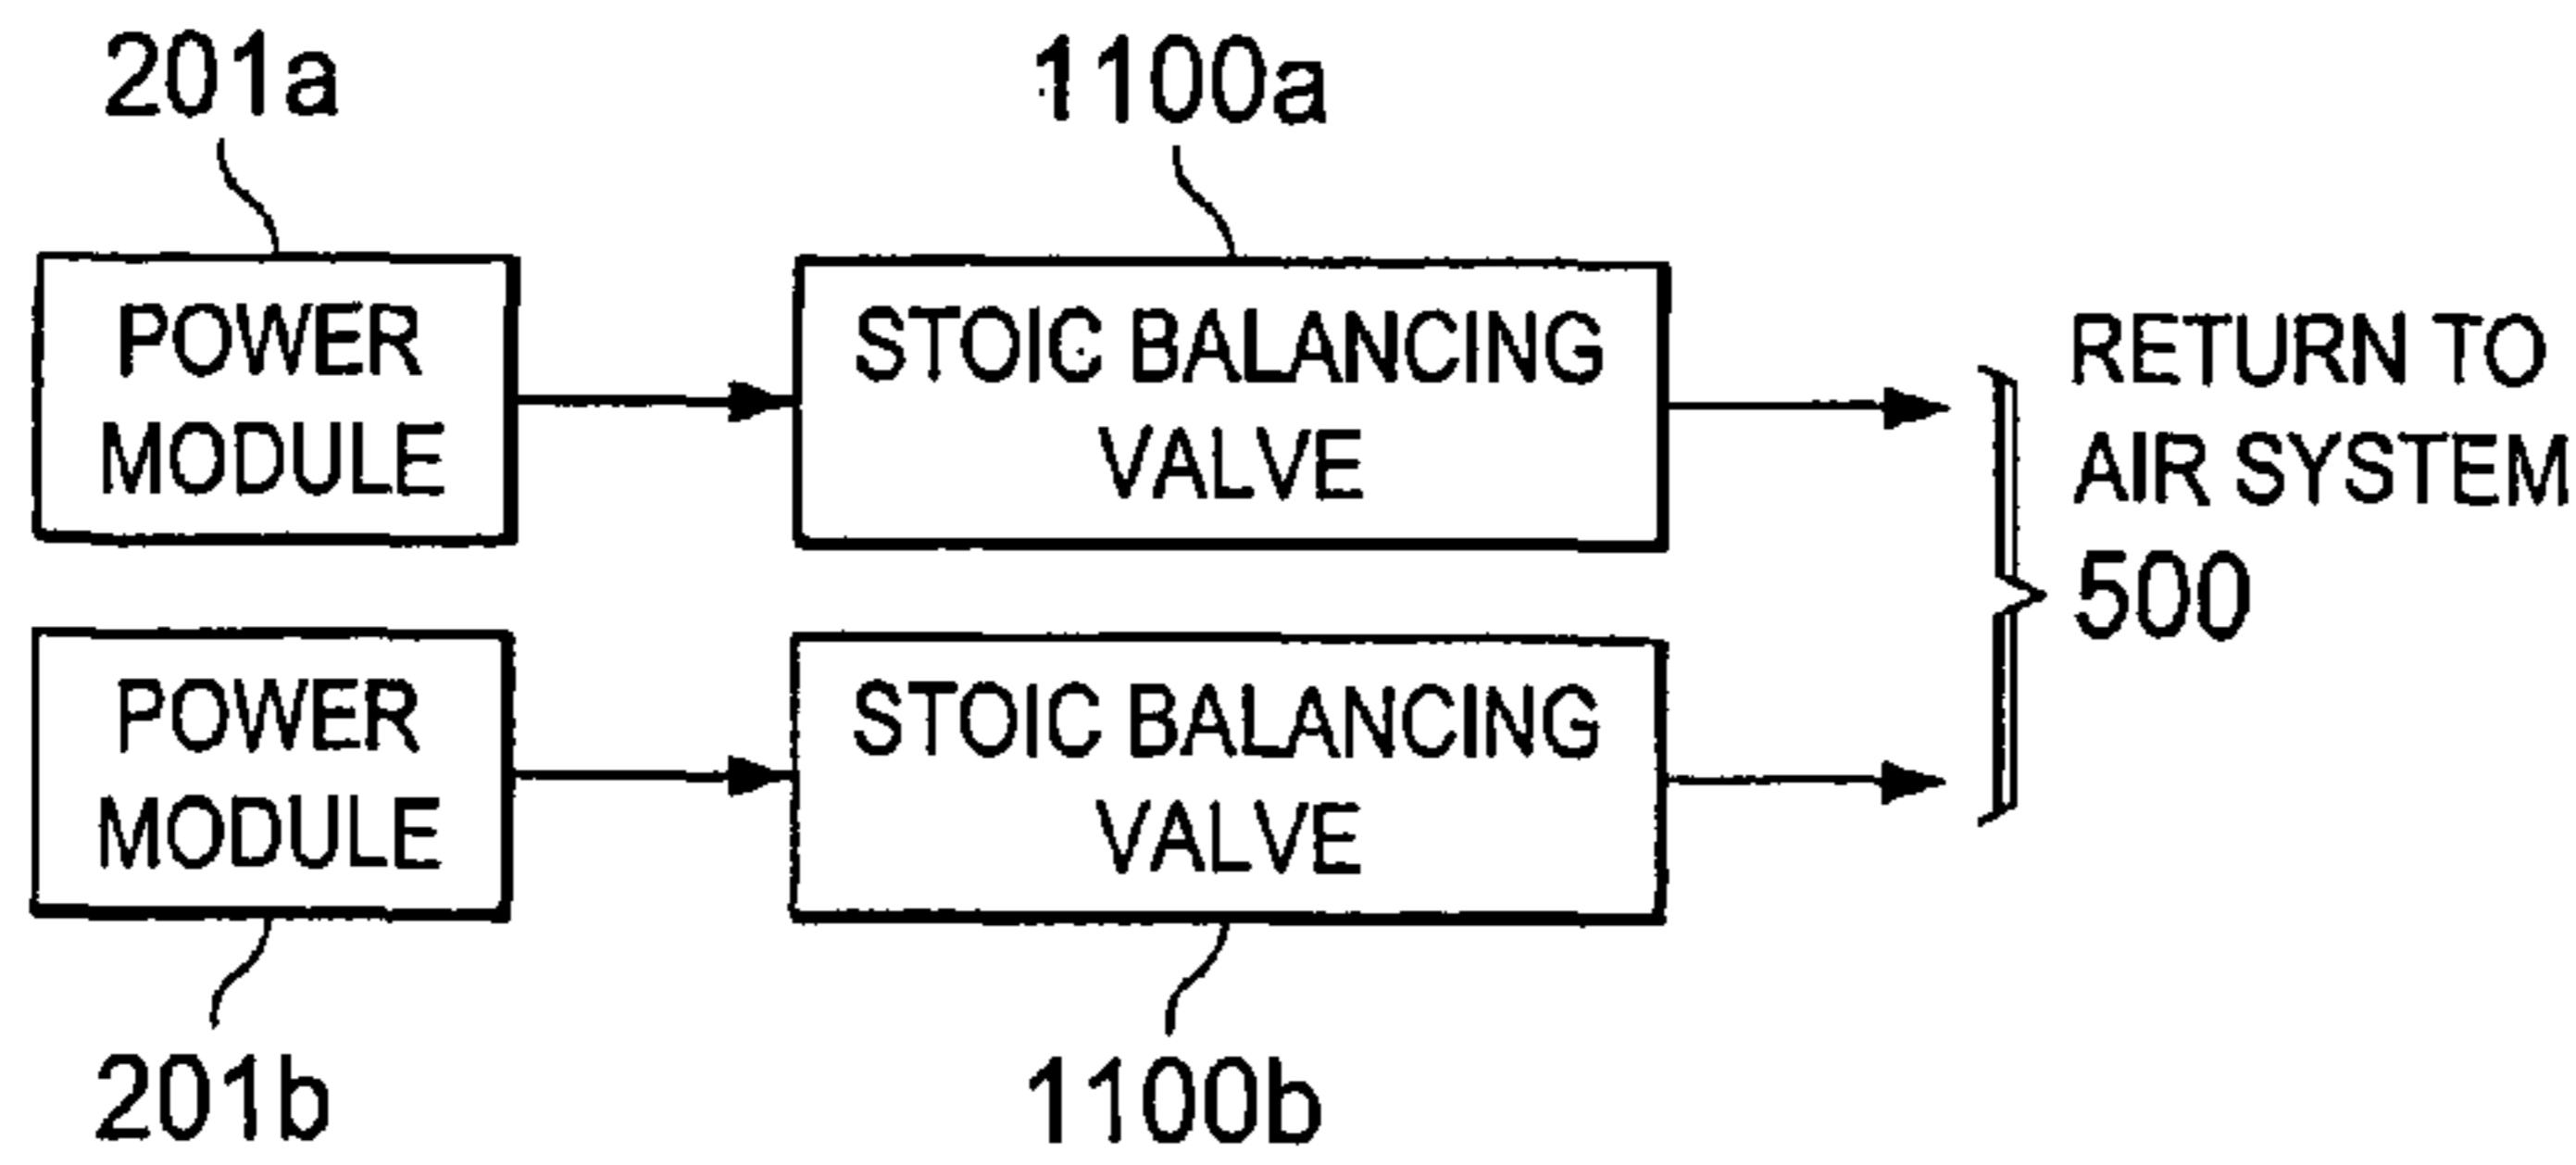 201a
1100a
POWER
MODULE
STOIC BALANCING
VALVE
RETURN TO
AIR SYSTEM
500
POWER
MODULE
STOIC BALANCING
VALVE
201b
1100b